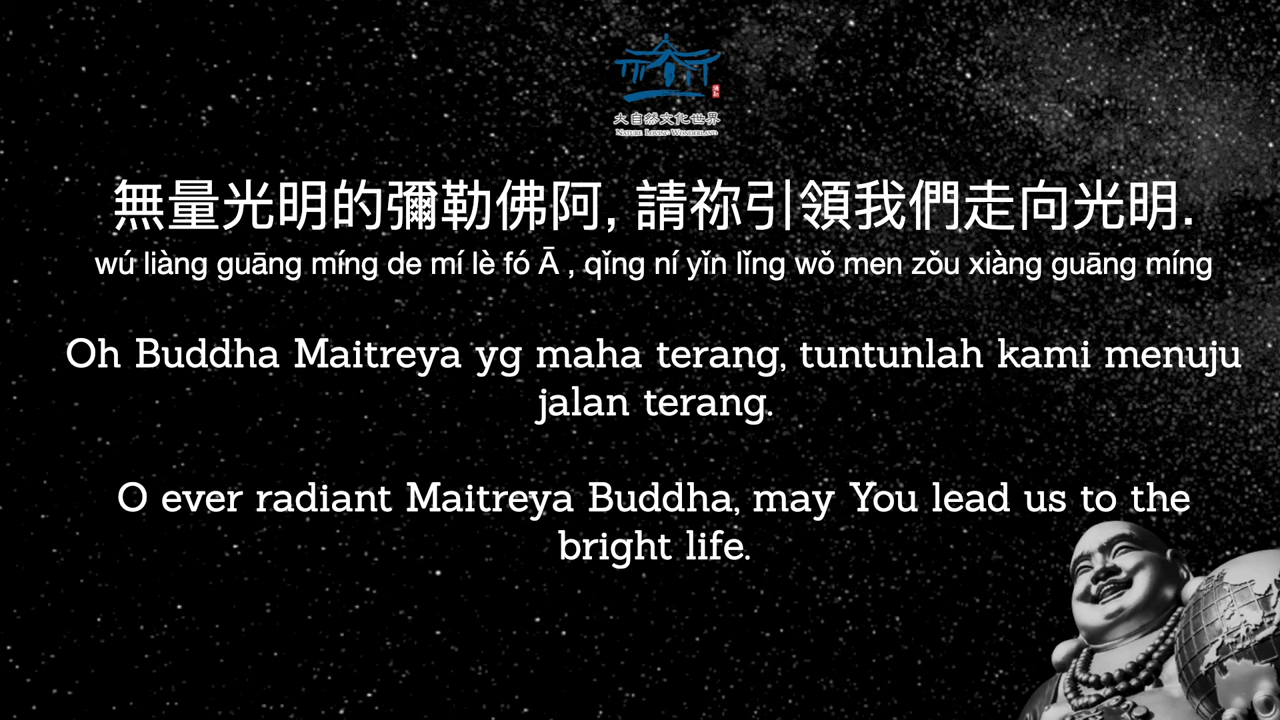 大自然文化世界
Nature Loving Wonderland
無量光明的彌勒佛阿, 請祢引領我們走向光明.
wú liàng guāng míng de mí lè fó Ā , qǐng ní yǐn lǐng wǒ men zǒu xiàng guāng míng
Oh Buddha Maitreya yg maha terang, tuntunlah kami menuju
jalan terang.
O ever radiant Maitreya Buddha, may You lead us to the
bright life.